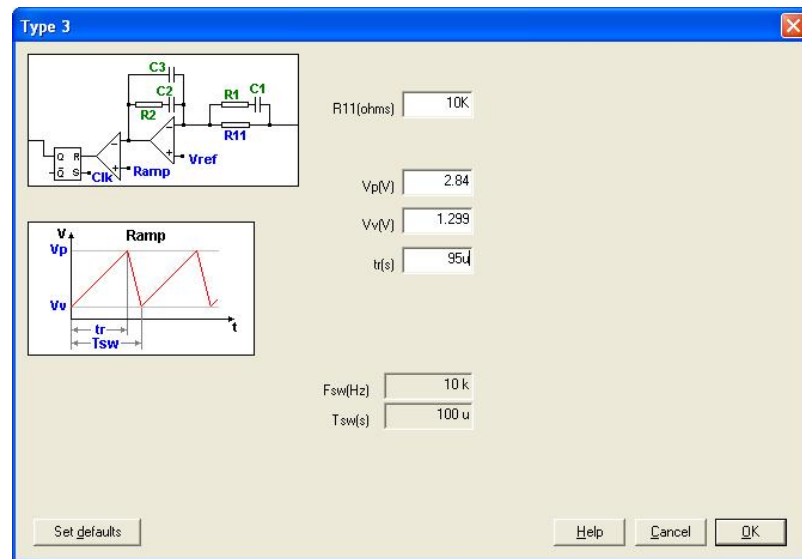 Type 3
C3
C2
R2
R1 C1
R11
Vref
Ramp
Clk
Q R
Q̅ S
R11(ohms) 10K
Vp(V) 2.84
Vv(V) 1.299
tr(s) 95u
V
Ramp
Vp
Vv
tr
Tsw
t
Fsw(Hz) 10 k
Tsw(s) 100 u
Set defaults
Help
Cancel
OK